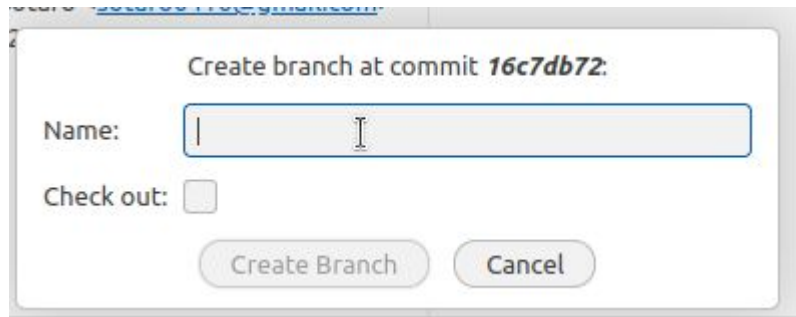 Create branch at commit 16c7db72:
Name:
Check out:
Create Branch
Cancel